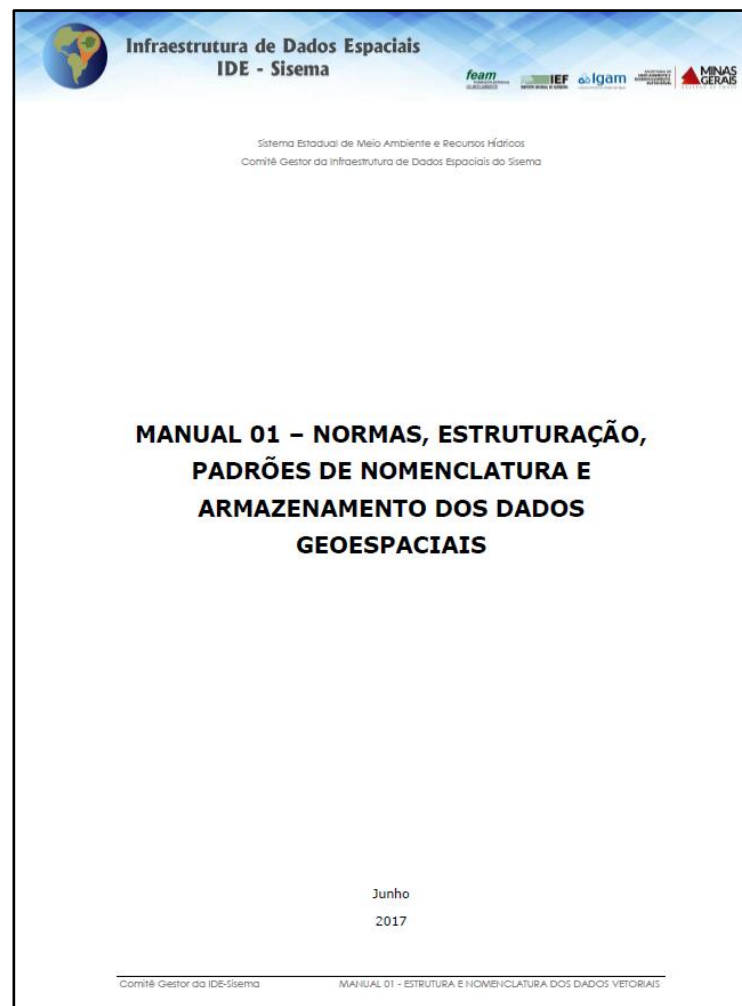 Infraestrutura de Dados Espaciais
IDE - Sisema
feam
IEF
Igam
MINAS
GERAIS
Sistema Estadual de Meio Ambiente e Recursos Hídricos
Comitê Gestor da Infraestrutura de Dados Espaciais do Sisema
MANUAL 01 – NORMAS, ESTRUTURAÇÃO,
PADRÕES DE NOMENCLATURA E
ARMAZENAMENTO DOS DADOS
GEOESPACIAIS
Junho
2017
Comitê Gestor da IDE-Sisema MANUAL 01 - ESTRUTURA E NOMENCLATURA DOS DADOS VETORIAIS